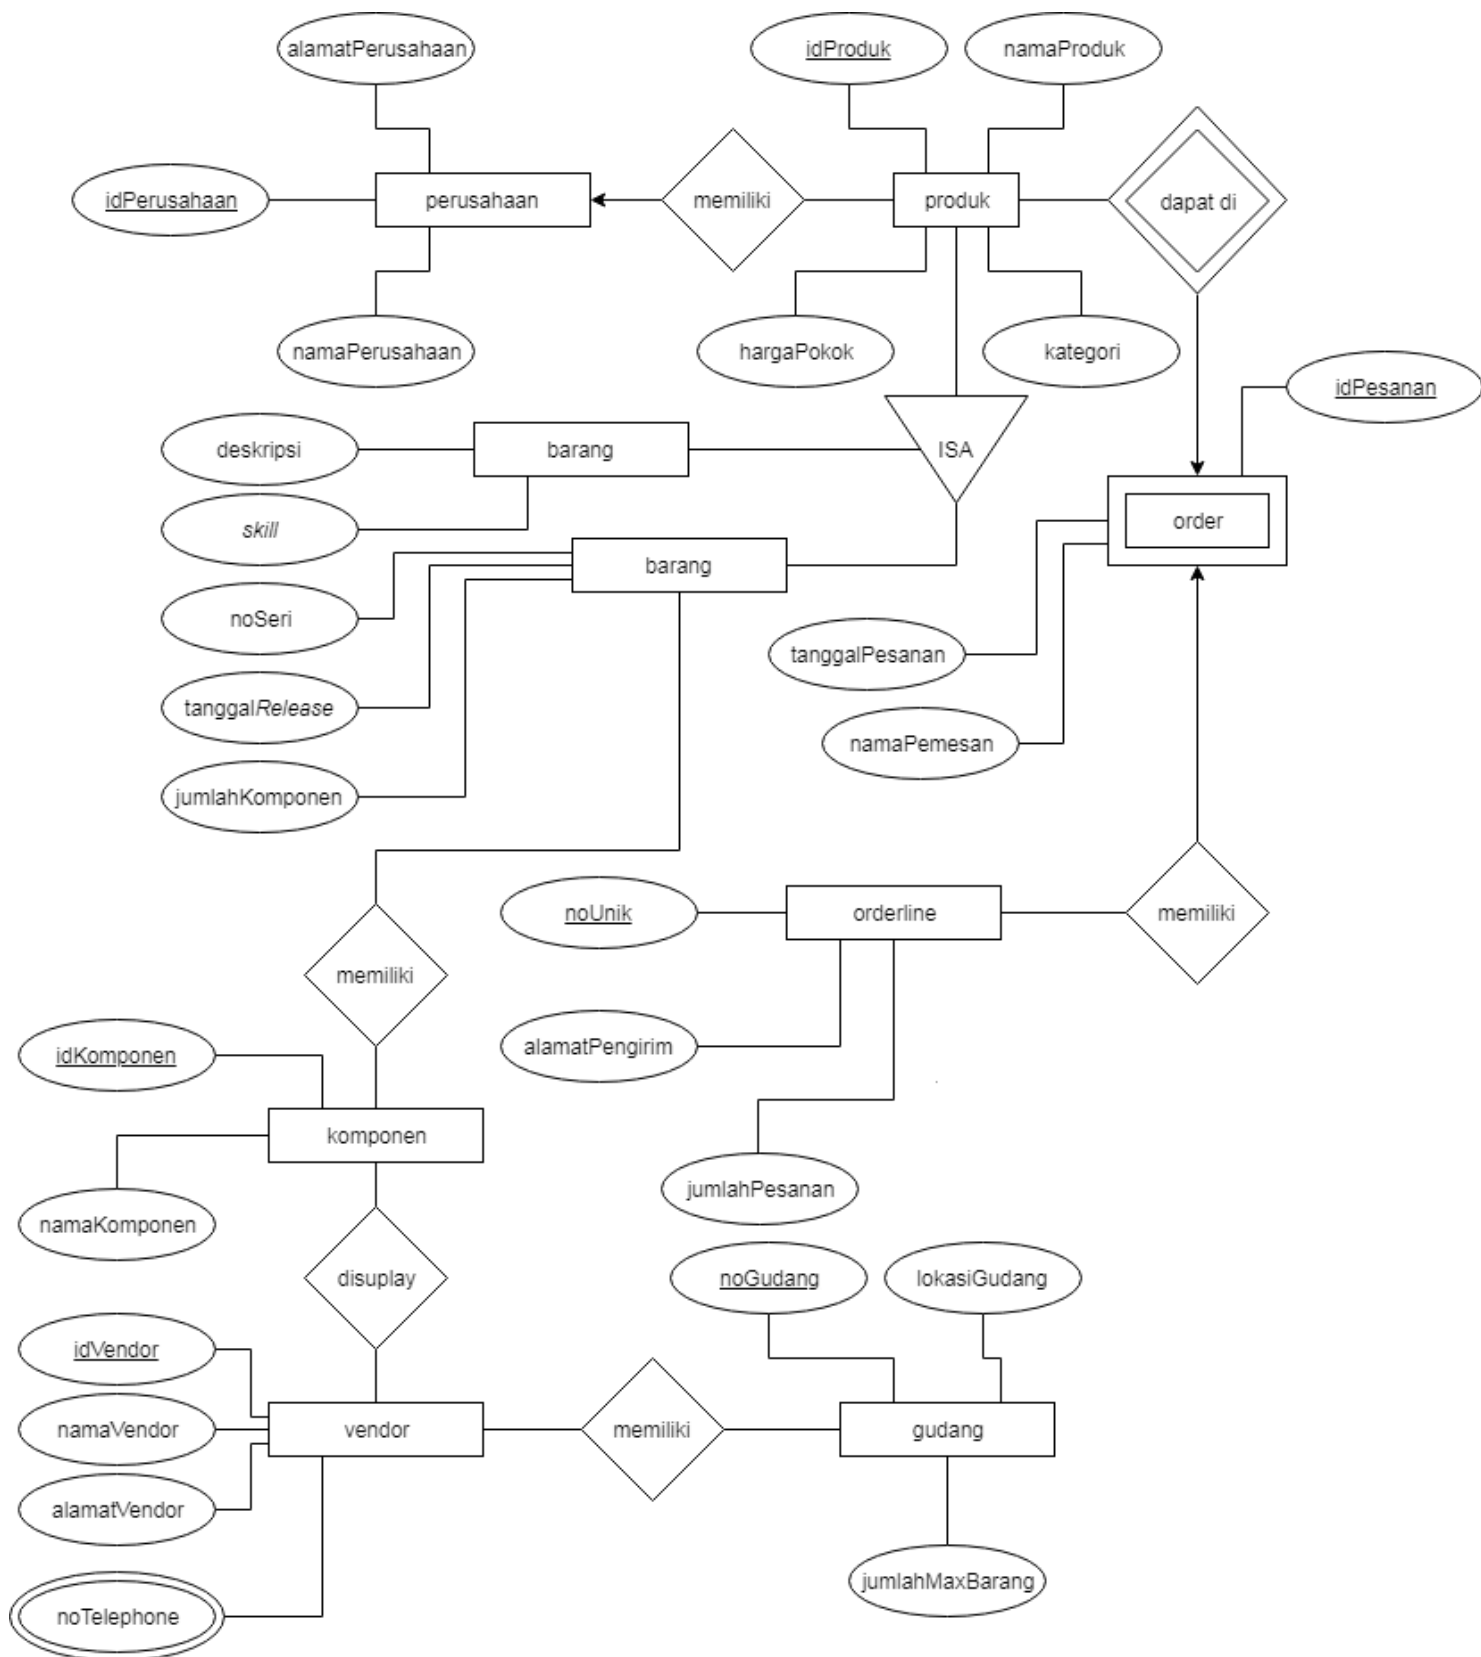 alamatPerusahaan
idProduk
namaProduk
idPerusahaan
perusahaan
memiliki
produk
dapat di
namaPerusahaan
hargaPokok
kategori
idPesanan
deskripsi
barang
ISA
skill
order
barang
noSeri
tanggalPesanan
tanggalRelease
namaPemesan
jumlahKomponen
noUnik
orderline
memiliki
memiliki
idKomponen
alamatPengirim
komponen
jumlahPesanan
namaKomponen
disuplay
noGudang
lokasiGudang
idVendor
namaVendor
vendor
memiliki
gudang
alamatVendor
jumlahMaxBarang
noTelephone